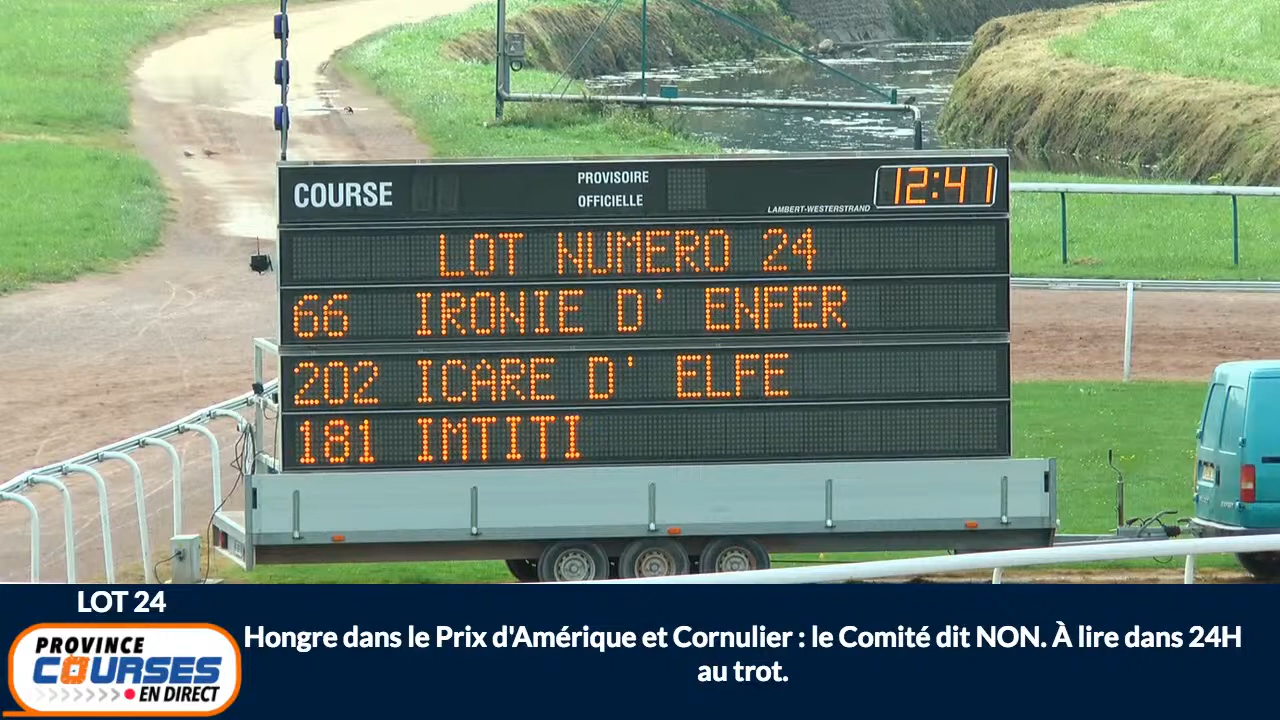 COURSE
PROVISOIRE
OFFICIELLE
LAMBERT-WESTERSTRAND
12:41
LOT NUMERO 24
66 IRONIE D' ENFER
202 ICARE D' ELFE
181 IMTITI
LOT 24
PROVINCE
COURSES
EN DIRECT
Hongre dans le Prix d'Amérique et Cornulier : le Comité dit NON. À lire dans 24H
au trot.